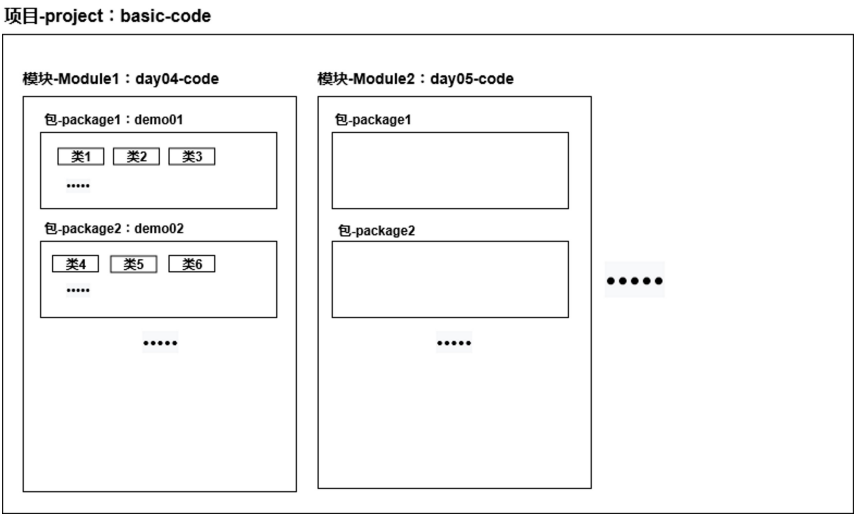 项目-project：basic-code
模块-Module1：day04-code
包-package1：demo01
类1 类2 类3
•••••
包-package2：demo02
类4 类5 类6
•••••
•••••
模块-Module2：day05-code
包-package1
包-package2
•••••
•••••